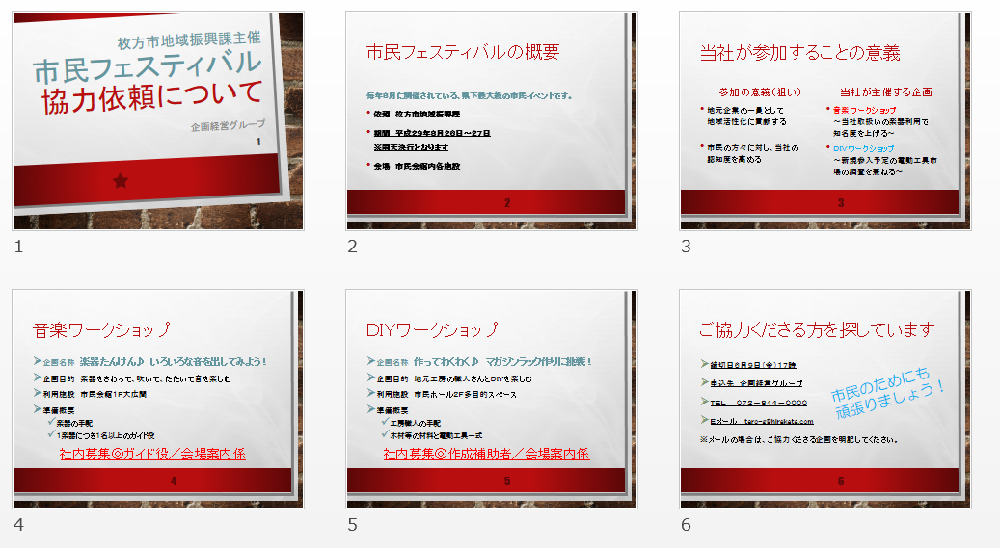 枚方市地域振興課主催
市民フェスティバル
協力依頼について
企画経営グループ
1
1
市民フェスティバルの概要
毎年8月に開催されている、県下最大級の市民イベントです。
• 依頼 枚方市地域振興課
• 期間 平成29年8月26日～27日
※雨天決行となります
• 会場 市民会館内各施設
2
2
当社が参加することの意義
参加の意義(狙い)
• 地元企業の一員として
地域活性化に貢献する
• 市民の方々に対し、当社の
認知度を高める
当社が主催する企画
• 音楽ワークショップ
～当社取扱いの楽器利用で
知名度を上げる～
• DIYワークショップ
～新規参入予定の電動工具市
場の調査を兼ねる～
3
3
音楽ワークショップ
➢企画名称 楽器たんけん♪ いろいろな音を出してみよう!
➢企画目的 楽器をさわって、吹いて、たたいて音を楽しむ
➢利用施設 市民会館1F大広間
➢準備概要
✓楽器の手配
✓1楽器につき1名以上のガイド役
社内募集◎ガイド役／会場案内係
4
4
DIYワークショップ
➢企画名称 作ってわくわく♪ マガジンラック作りに挑戦!
➢企画目的 地元工房の職人さんとDIYを楽しむ
➢利用施設 市民ホール2F多目的スペース
➢準備概要
✓工房職人の手配
✓木材等の材料と電動工具一式
社内募集◎作成補助者／会場案内係
5
5
ご協力くださる方を探しています
➢締切日6月9日(金)17時
➢申込先 企画経営グループ
➢TEL 072-844-0000
➢Eメール taro-g@hirakata.com
※メールの場合は、ご協力くださる企画を明記してください。
市民のためにも
頑張りましょう!
6
6